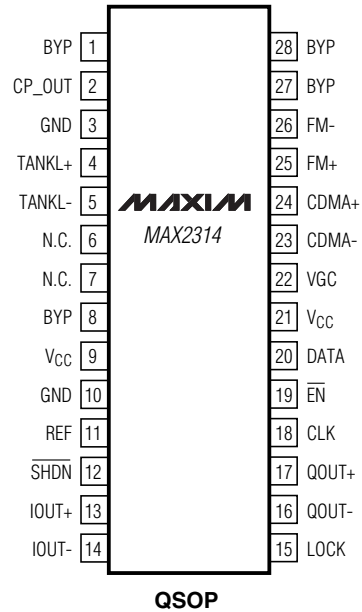 BYP 1 28 BYP
CP_OUT 2 27 BYP
GND 3 26 FM-
TANKL+ 4 25 FM+
TANKL- 5 MAXIM 24 CDMA+
N.C. 6 MAX2314 23 CDMA-
N.C. 7 22 VGC
BYP 8 21 VCC
VCC 9 20 DATA
GND 10 19 EN
REF 11 18 CLK
SHDN 12 17 QOUT+
IOUT+ 13 16 QOUT-
IOUT- 14 15 LOCK
QSOP